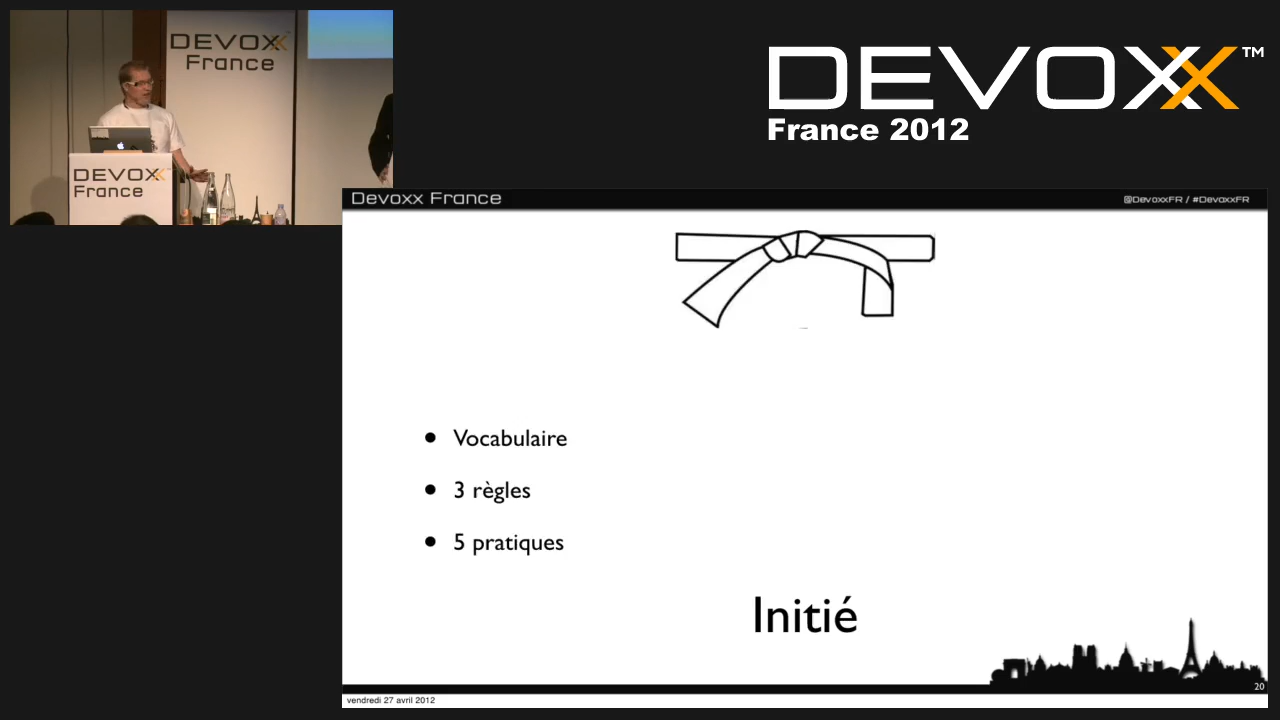 DEVOXX
France
DEVOXX
France
DEVOXX™
France 2012
Devoxx France
@DevoxxFR / #DevoxxFR
• Vocabulaire
• 3 règles
• 5 pratiques
Initié
20
vendredi 27 avril 2012